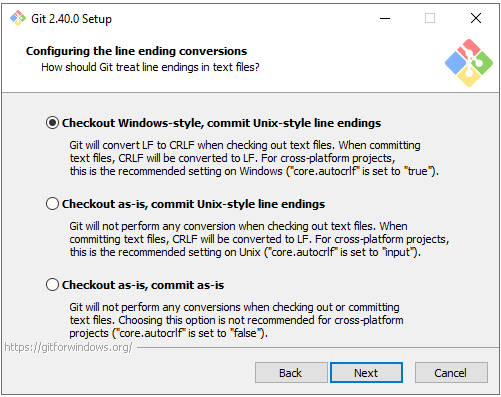 Git 2.40.0 Setup
Configuring the line ending conversions
How should Git treat line endings in text files?
Checkout Windows-style, commit Unix-style line endings
Git will convert LF to CRLF when checking out text files. When committing
text files, CRLF will be converted to LF. For cross-platform projects,
this is the recommended setting on Windows ("core.autocrlf" is set to "true").
Checkout as-is, commit Unix-style line endings
Git will not perform any conversion when checking out text files. When
committing text files, CRLF will be converted to LF. For cross-platform projects,
this is the recommended setting on Unix ("core.autocrlf" is set to "input").
Checkout as-is, commit as-is
Git will not perform any conversions when checking out or committing
text files. Choosing this option is not recommended for cross-platform
projects ("core.autocrlf" is set to "false").
https://gitforwindows.org/
Back
Next
Cancel